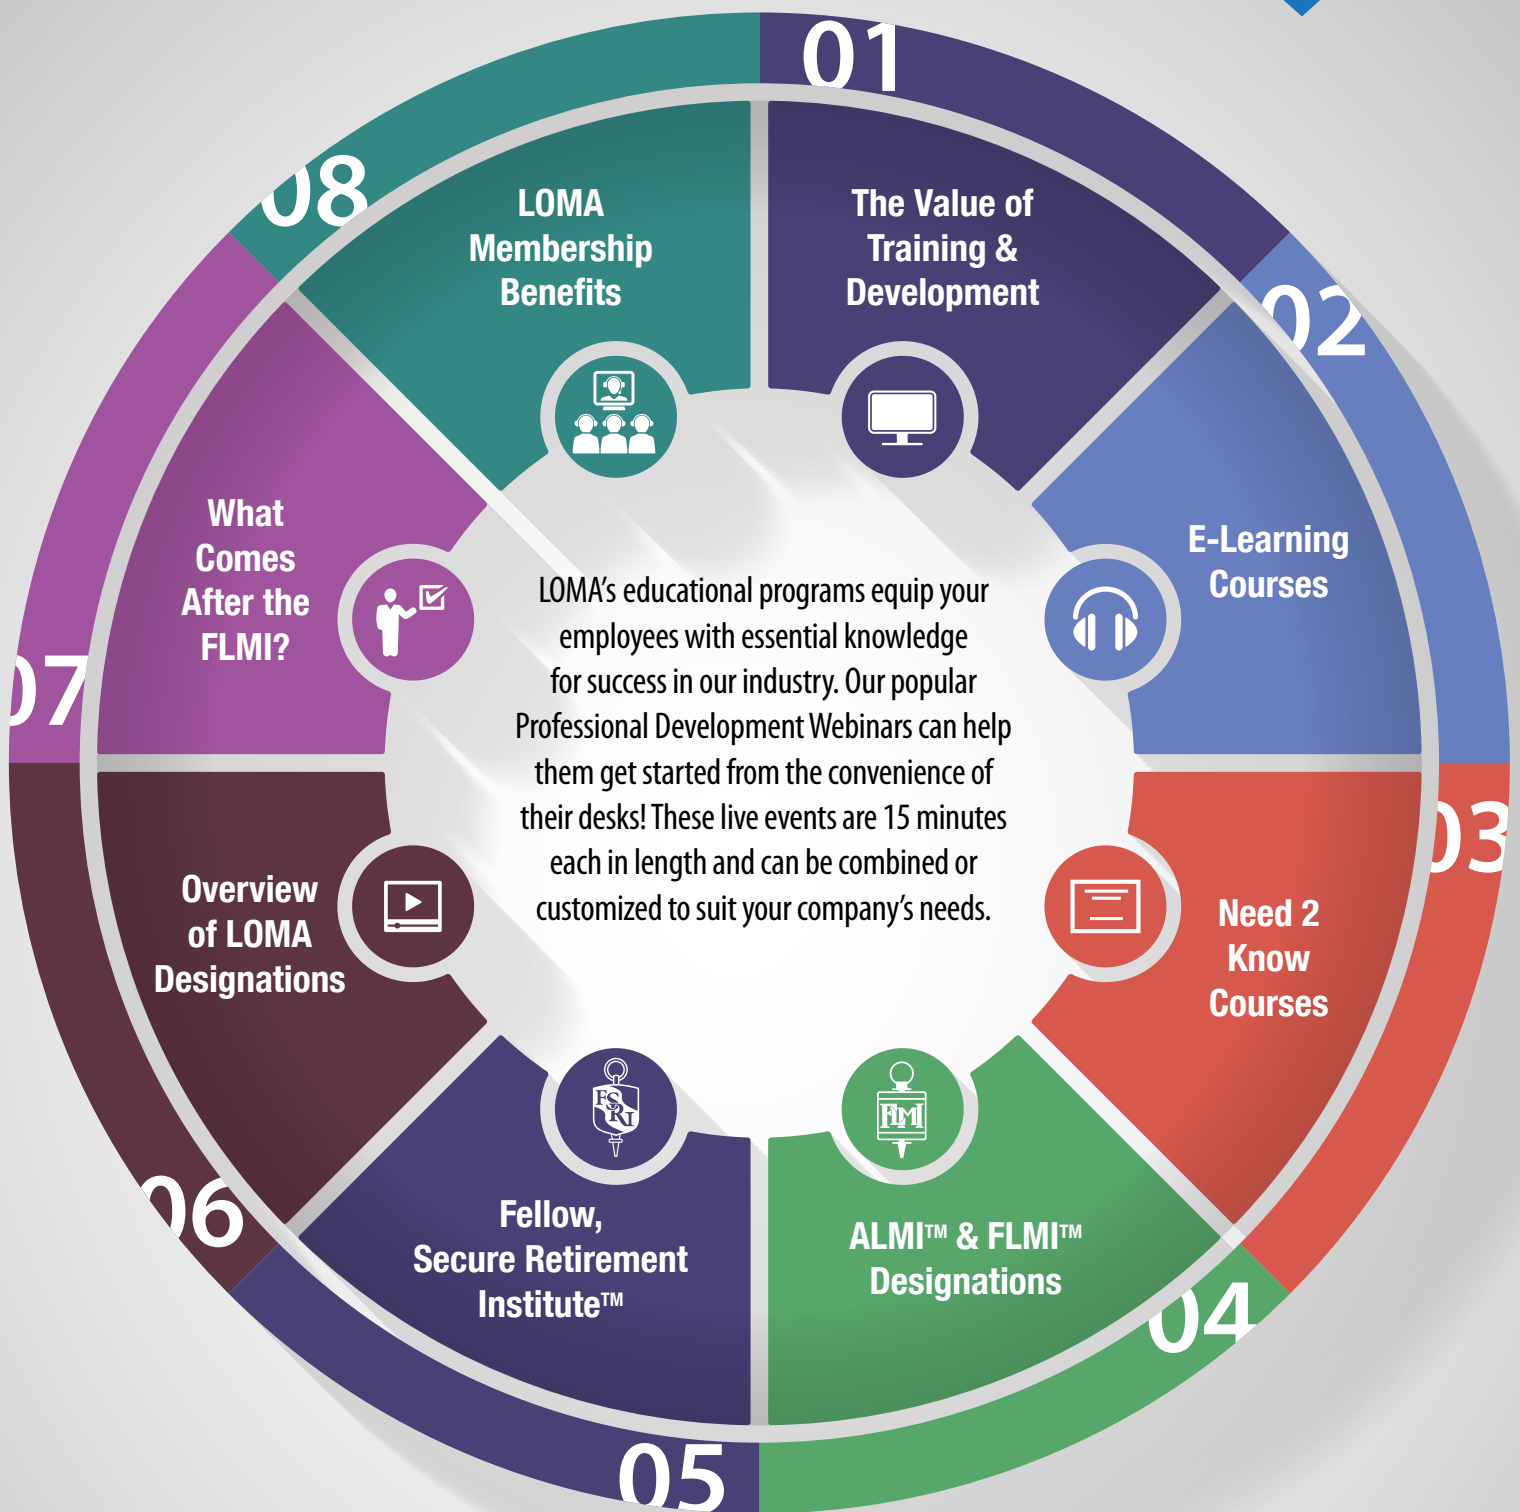 01
The Value of
Training &
Development
02
E-Learning
Courses
03
Need 2
Know
Courses
04
ALMI™ & FLMI™
Designations
FLMI
05
Fellow,
Secure Retirement
Institute™
FSRI
06
Overview
of LOMA
Designations
07
What
Comes
After the
FLMI?
08
LOMA
Membership
Benefits
LOMA’s educational programs equip your
employees with essential knowledge
for success in our industry. Our popular
Professional Development Webinars can help
them get started from the convenience of
their desks! These live events are 15 minutes
each in length and can be combined or
customized to suit your company’s needs.